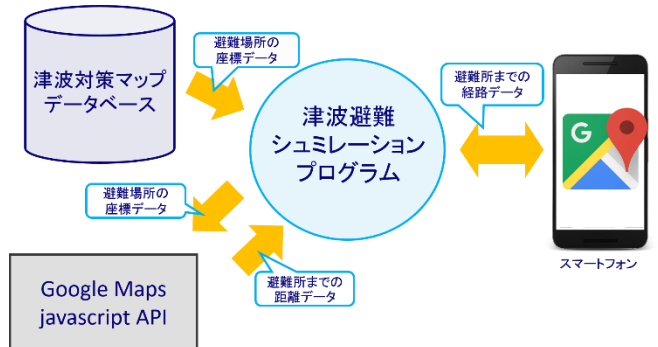 津波対策マップ
データベース
避難場所の
座標データ
津波避難
シュミレーション
プログラム
避難所までの
経路データ
G
スマートフォン
避難場所の
座標データ
避難所までの
距離データ
Google Maps
javascript API